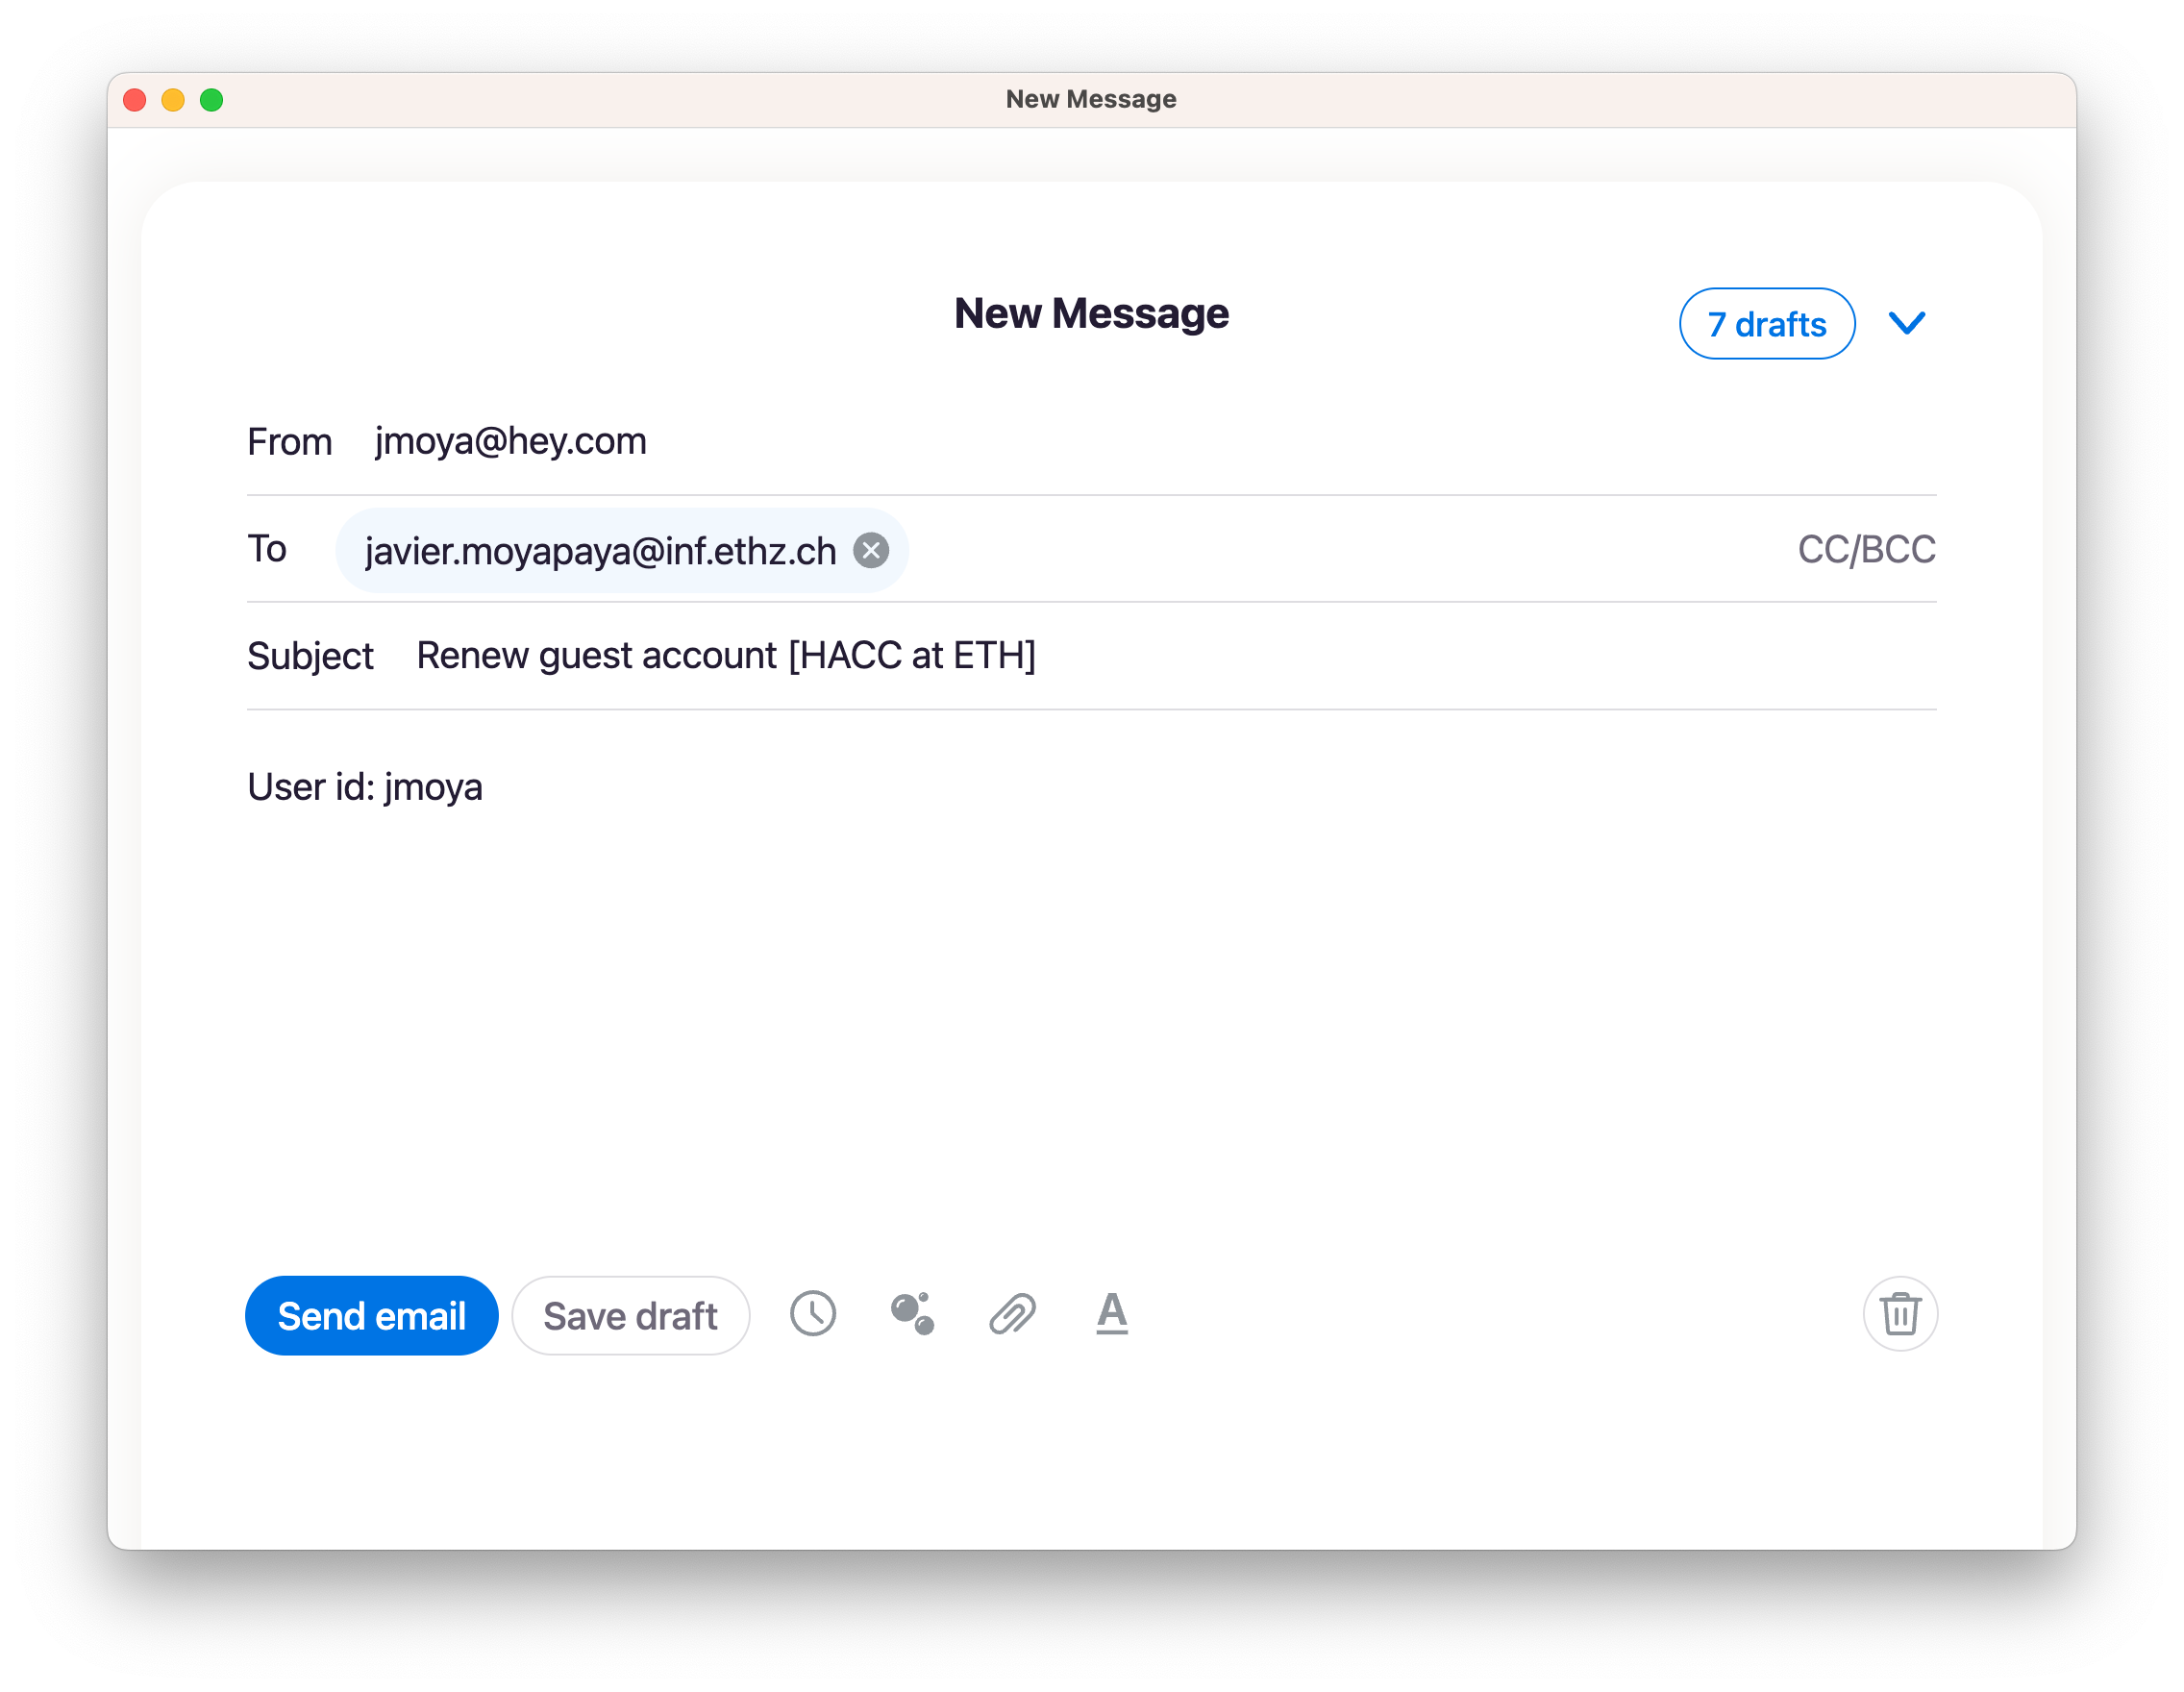 New Message
New Message
7 drafts
From jmoya@hey.com
To javier.moyapaya@inf.ethz.ch CC/BCC
Subject Renew guest account [HACC at ETH]
User id: jmoya
Send email Save draft A